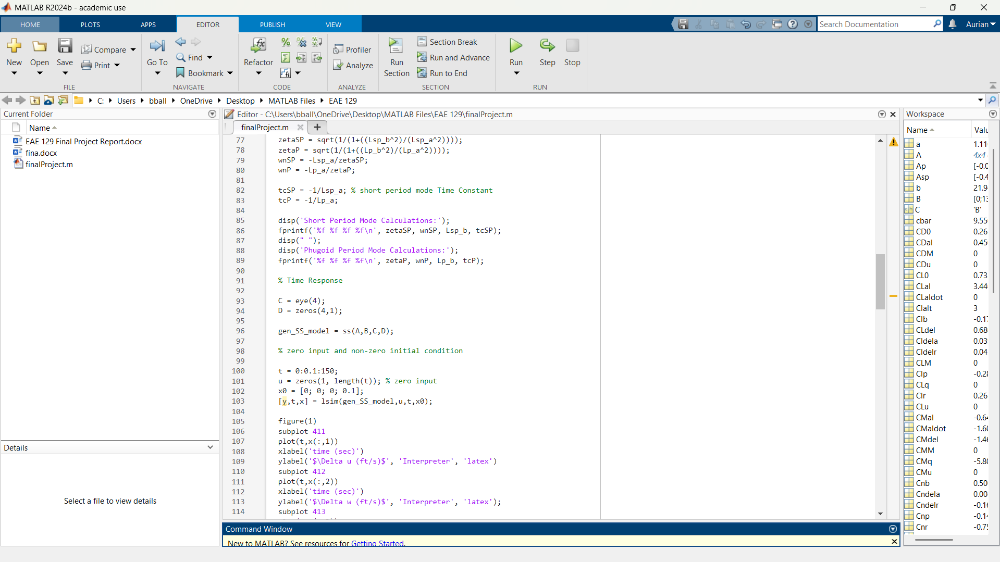 MATLAB R2024b - academic use
HOME
PLOTS
APPS
EDITOR
PUBLISH
VIEW
Search Documentation
Aurian
New
Open
Save
Compare
Print
FILE
Go To
Find
Bookmark
NAVIGATE
Refactor
CODE
Profiler
Analyze
ANALYZE
Run
Section
Section Break
Run and Advance
Run to End
SECTION
Run
Step
Stop
RUN
C: Users bball OneDrive Desktop MATLAB Files EAE 129
Current Folder
Name
EAE 129 Final Project Report.docx
fina.docx
finalProject.m
Details
Select a file to view details
Editor - C:\Users\bball\OneDrive\Desktop\MATLAB Files\EAE 129\finalProject.m
finalProject.m
77 zetaSP = sqrt(1/(1+((Lsp_b^2)/(Lsp_a^2))));
78 zetaP = sqrt(1/(1+((Lp_b^2)/(Lp_a^2))));
79 wnSP = -Lsp_a/zetaSP;
80 wnP = -Lp_a/zetaP;
81
82 tcSP = -1/Lsp_a; % short period mode Time Constant
83 tcP = -1/Lp_a;
84
85 disp('Short Period Mode Calculations:');
86 fprintf('%f %f %f %f\n', zetaSP, wnSP, Lsp_b, tcSP);
87 disp(" ");
88 disp('Phugoid Period Mode Calculations:');
89 fprintf('%f %f %f %f\n', zetaP, wnP, Lp_b, tcP);
90
91 % Time Response
92
93 C = eye(4);
94 D = zeros(4,1);
95
96 gen_SS_model = ss(A,B,C,D);
97
98 % zero input and non-zero initial condition
99
100 t = 0:0.1:150;
101 u = zeros(1, length(t)); % zero input
102 x0 = [0; 0; 0; 0.1];
103 [y,t,x] = lsim(gen_SS_model,u,t,x0);
104
105 figure(1)
106 subplot 411
107 plot(t,x(:,1))
108 xlabel('time (sec)')
109 ylabel('$\Delta u (ft/s)$', 'Interpreter', 'latex')
110 subplot 412
111 plot(t,x(:,2))
112 xlabel('time (sec)')
113 ylabel('$\Delta w (ft/s)$', 'Interpreter', 'latex');
114 subplot 413
Command Window
New to MATLAB? See resources for Getting Started.
Workspace
Name Valu
a 1.11
A 4x4
Ap [-0.0
Asp [-0.4
b 21.9
B [0;13
C 'B'
cbar 9.55
CD0 0.26
CDal 0.45
CDM 0
CDu 0
CL0 0.73
CLal 3.44
CLaldot 0
Clalt 3
Clb -0.17
CLdel 0.68
Cldela 0.03
Cldelr 0.04
CLM 0
Clp -0.28
CLq 0
Clr 0.26
CLu 0
CMal -0.64
CMaldot -1.60
CMdel -1.46
CMM 0
CMq -5.80
CMu 0
Cnb 0.50
Cndela 0.00
Cndelr -0.16
Cnp -0.14
Cnr -0.75